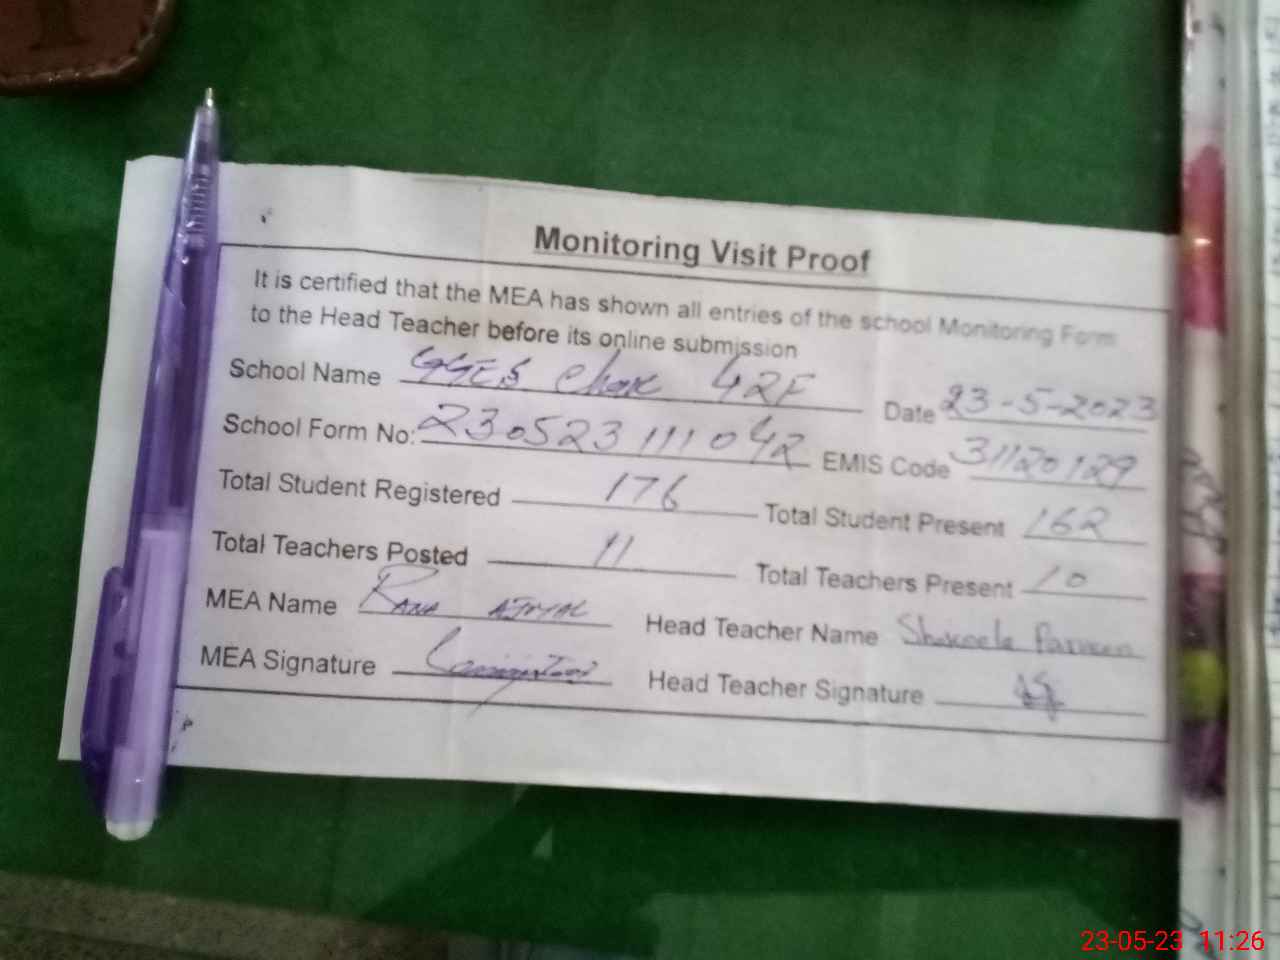 Monitoring Visit Proof
It is certified that the MEA has shown all entries of the school Monitoring Form
to the Head Teacher before its online submission
School Name GGES Chak 42F Date 23-5-2023
School Form No: 230523111042 EMIS Code 31120129
Total Student Registered 176 Total Student Present 162
Total Teachers Posted 11 Total Teachers Present 10
MEA Name RANA AJMAL Head Teacher Name Shakeela Parveen
MEA Signature Head Teacher Signature
23-05-23 11:26